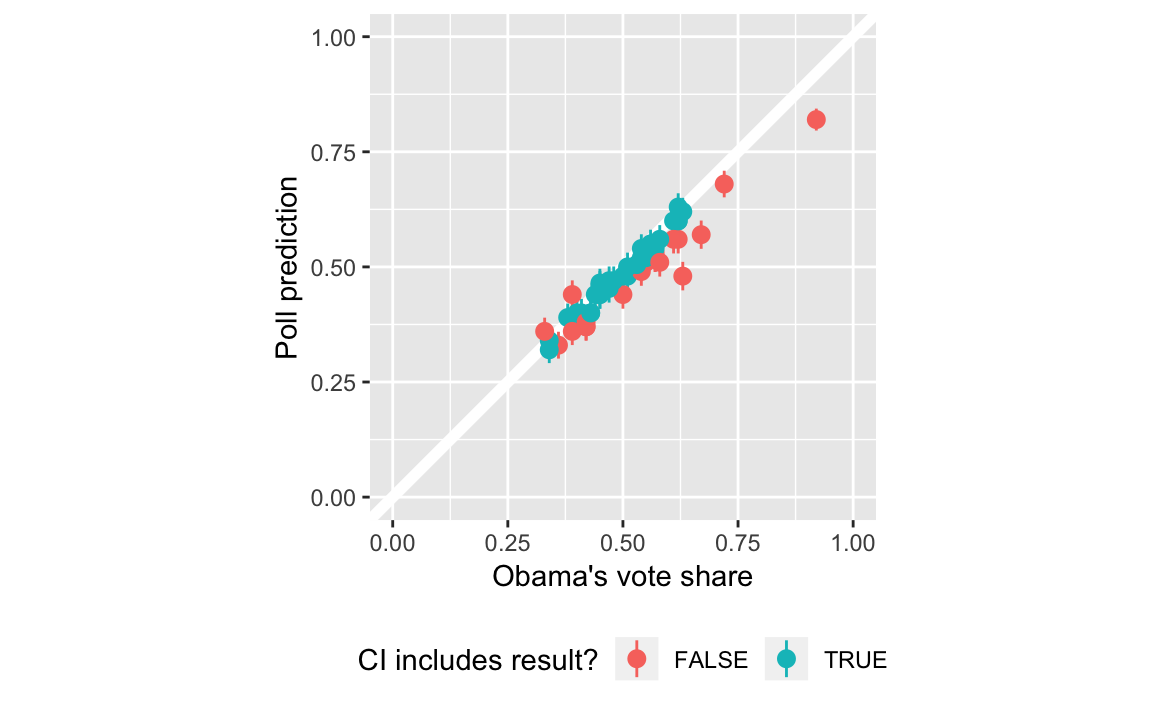 1.00
0.75
0.50
0.25
0.00
Poll prediction
0.00 0.25 0.50 0.75 1.00
Obama's vote share
CI includes result? FALSE TRUE